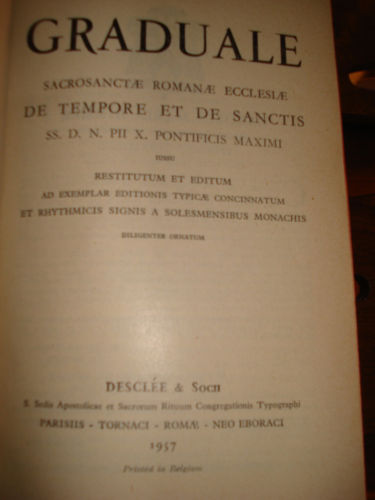 GRADUALE
SACROSANCTÆ ROMANÆ ECCLESIÆ
DE TEMPORE ET DE SANCTIS
SS. D. N. PII X. PONTIFICIS MAXIMI
IUSSU
RESTITUTUM ET EDITUM
AD EXEMPLAR EDITIONIS TYPICÆ CONCINNATUM
ET RHYTHMICIS SIGNIS A SOLESMENSIBUS MONACHIS
DILIGENTER ORNATUM
DESCLÉE & Socii
S. Sedis Apostolicae et Sacrorum Rituum Congregationis Typographi
PARISIIS - TORNACI - ROMÆ - NEO EBORACI
1957
Printed in Belgium